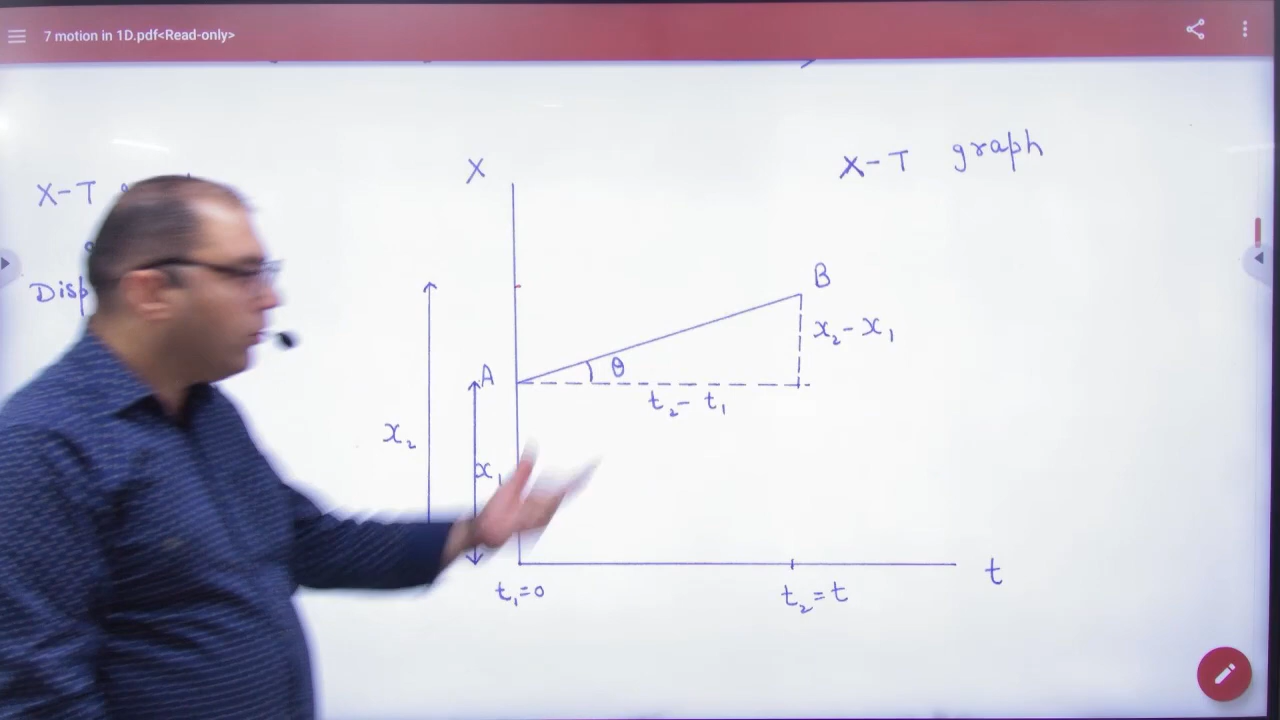 7 motion in 1D.pdf<Read-only>
X-T
Disp
X
X-T graph
B
x₂-x₁
A
θ
t₂-t₁
x₂
x₁
t
t₁=0
t₂=t